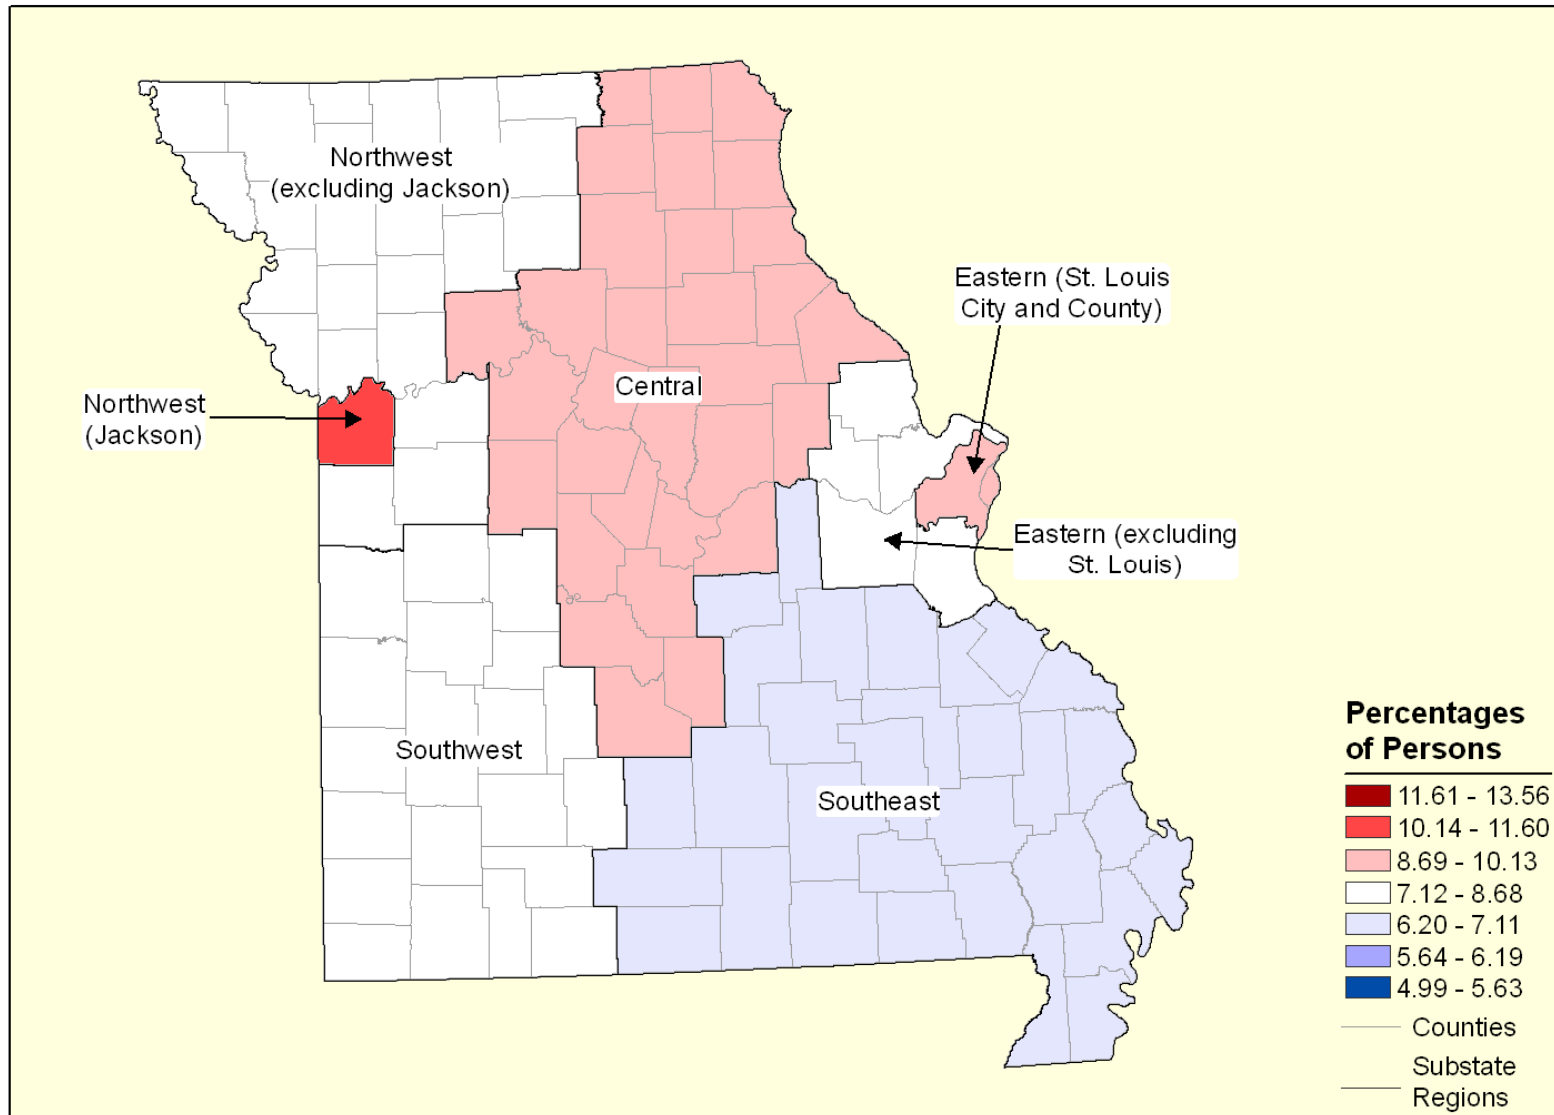 Northwest
(excluding Jackson)
Eastern (St. Louis
City and County)
Central
Northwest
(Jackson)
Eastern (excluding
St. Louis)
Southwest
Southeast
Percentages
of Persons
11.61 - 13.56
10.14 - 11.60
8.69 - 10.13
7.12 - 8.68
6.20 - 7.11
5.64 - 6.19
4.99 - 5.63
Counties
Substate
Regions